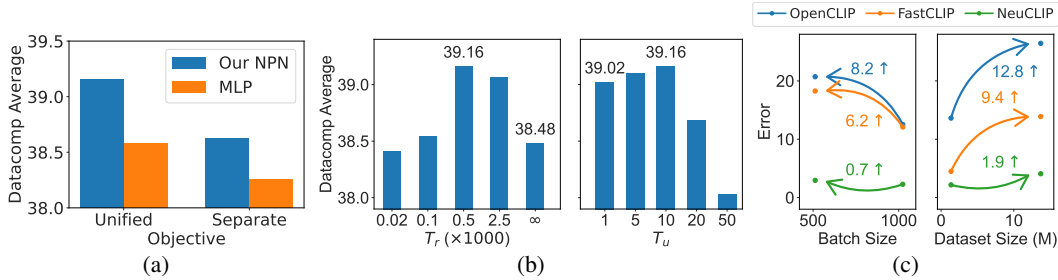 39.5
39.0
38.5
38.0
Datacomp Average
Our NPN
MLP
Unified
Separate
Objective
(a)
Datacomp Average
39.0
38.5
38.0
39.16
38.48
0.02
0.1
0.5
2.5
∞
T_r (×1000)
39.02
39.16
1
5
10
20
50
T_u
(b)
OpenCLIP
FastCLIP
NeuCLIP
Error
20
10
0
8.2 ↑
6.2 ↑
0.7 ↑
500
1000
Batch Size
12.8 ↑
9.4 ↑
1.9 ↑
0
10
Dataset Size (M)
(c)